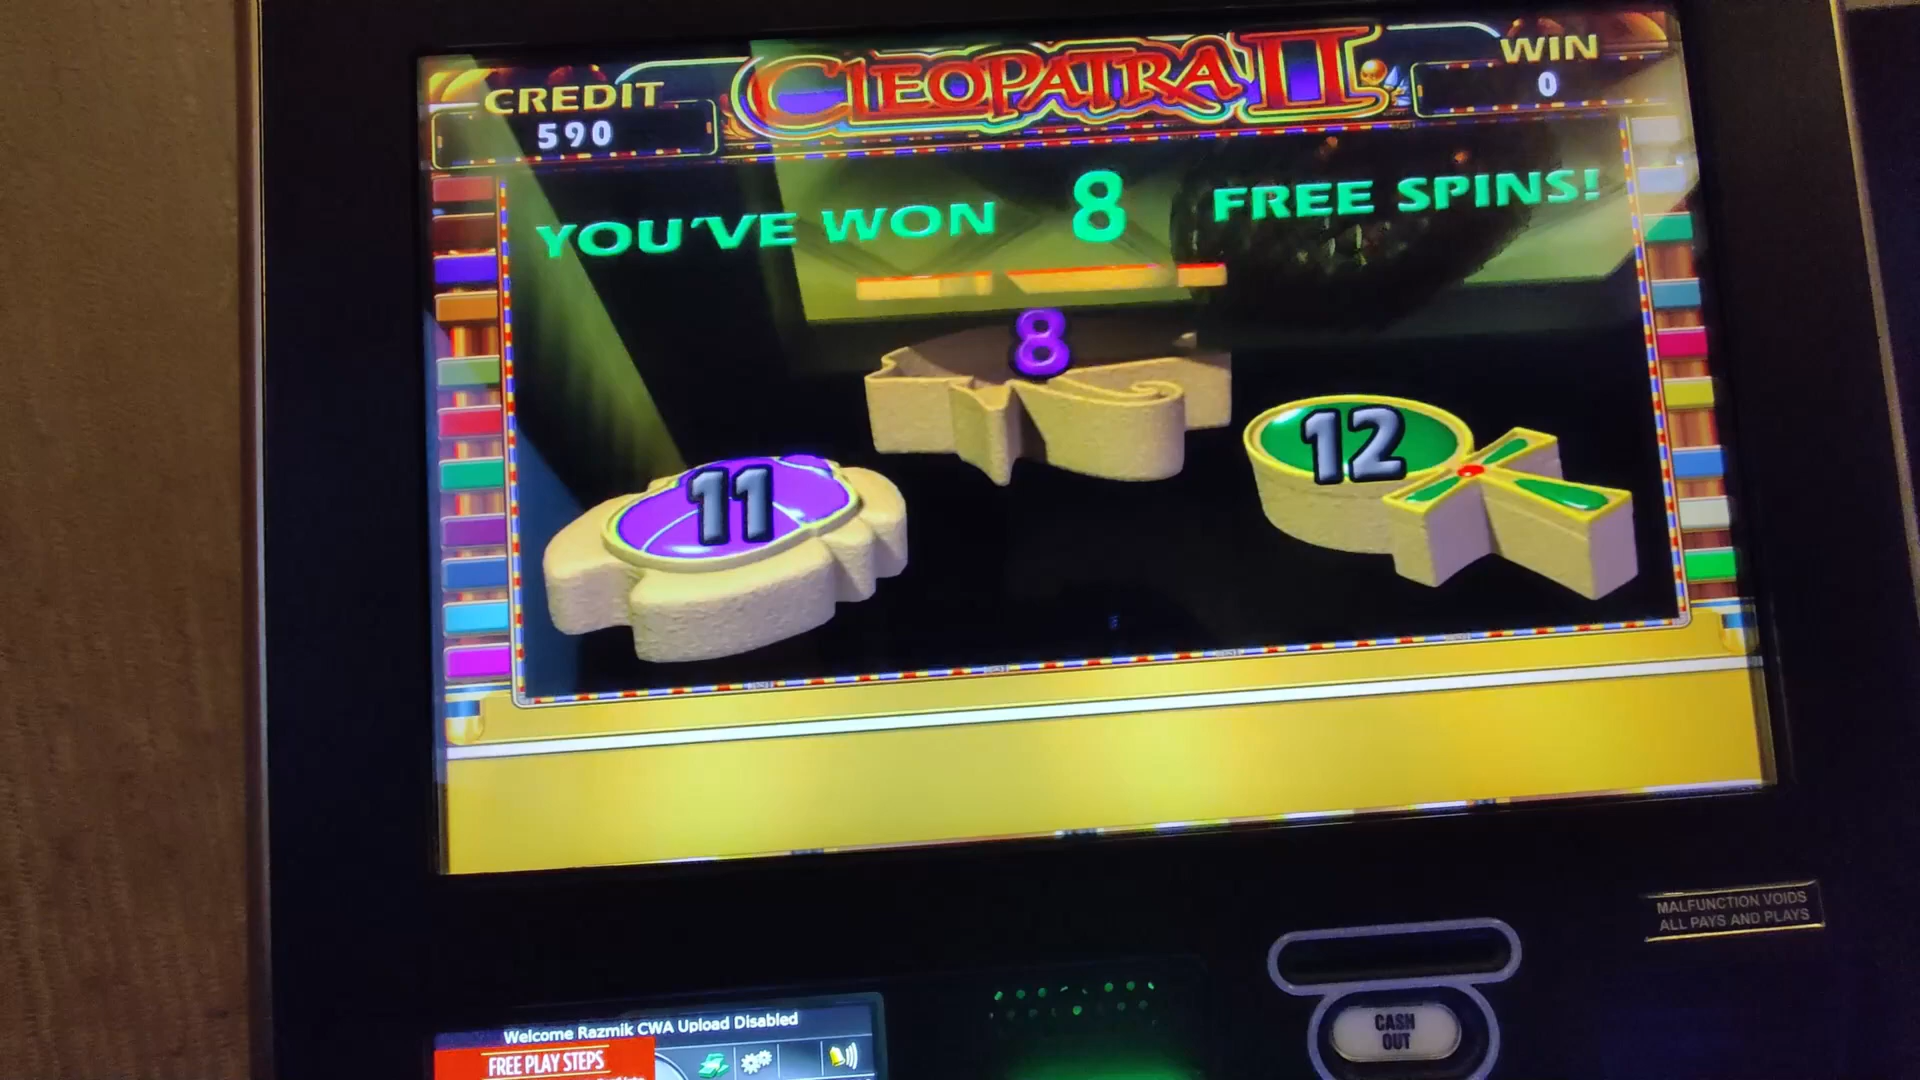 CLEOPATRA II
CREDIT
590
WIN
0
YOU'VE WON 8 FREE SPINS!
8
11
12
MALFUNCTION VOIDS
ALL PAYS AND PLAYS
CASH
OUT
Welcome Razmik CWA Upload Disabled
FREE PLAY STEPS